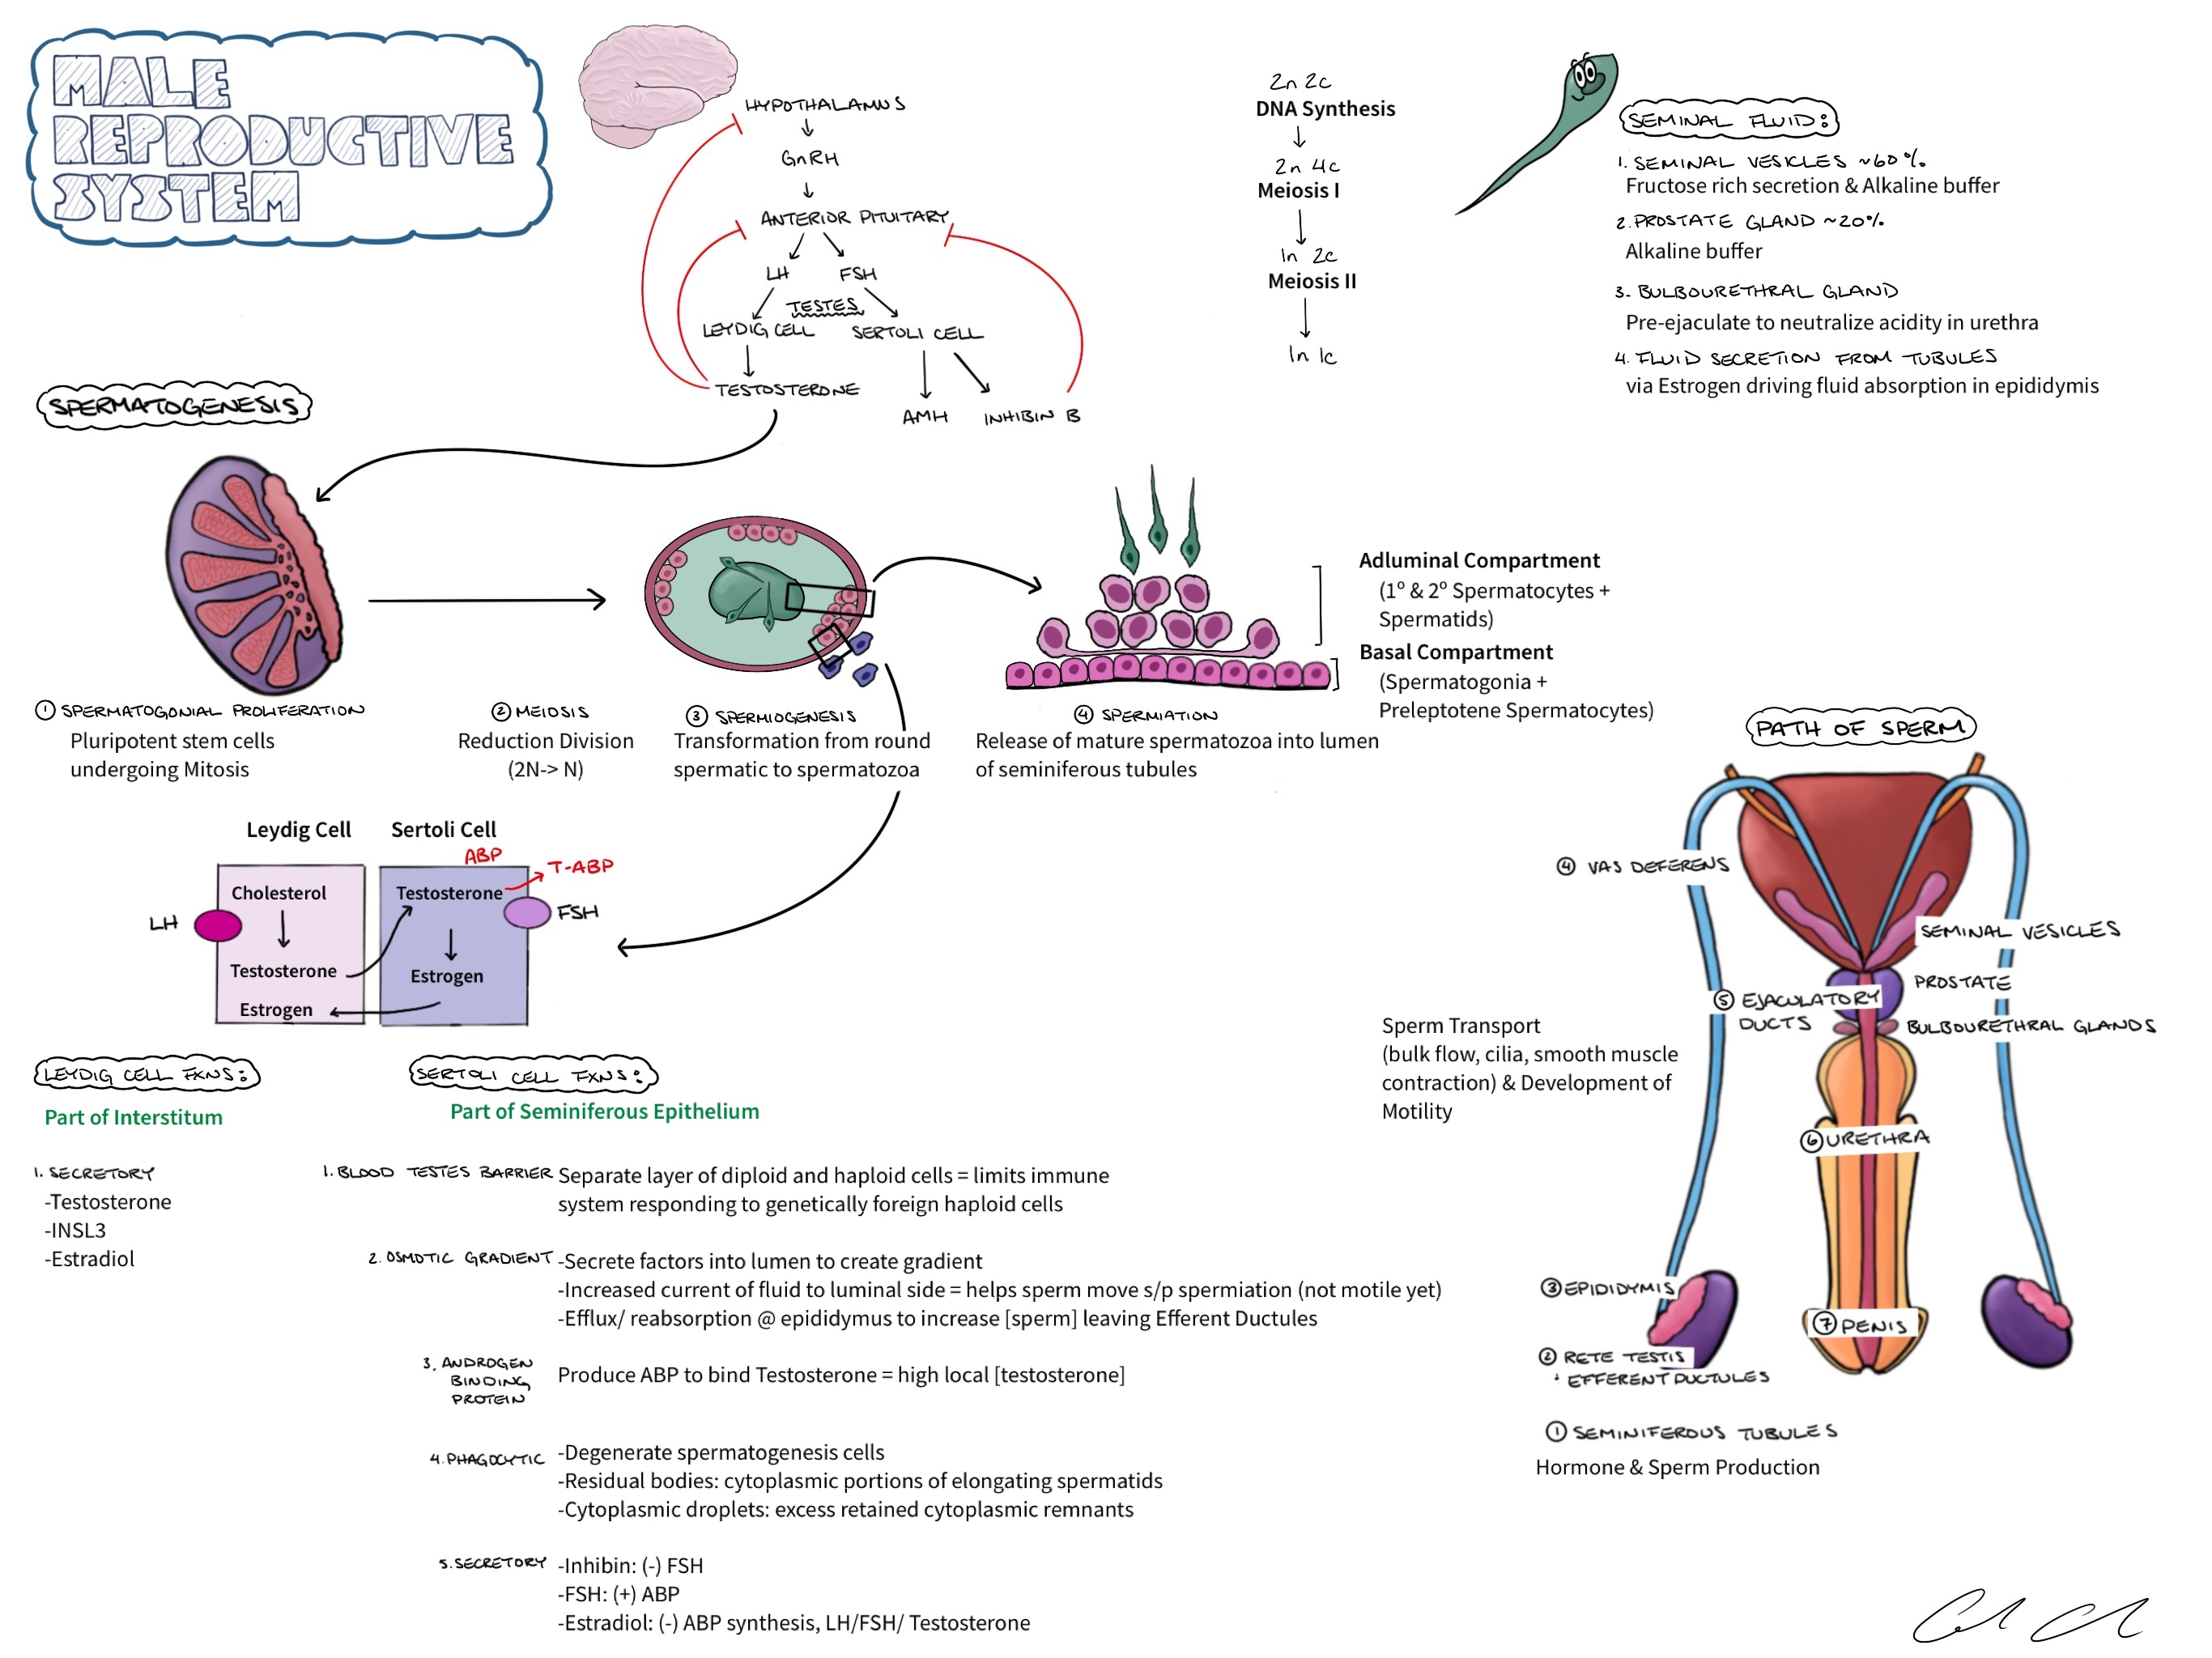 MALE
REPRODUCTIVE
SYSTEM
HYPOTHALAMUS
GnRH
ANTERIOR PITUITARY
LH
FSH
TESTES
LEYDIG CELL
SERTOLI CELL
TESTOSTERONE
AMH
INHIBIN B
2n 2c
DNA Synthesis
2n 4c
Meiosis I
1n 2c
Meiosis II
1n 1c
SEMINAL FLUID:
1. SEMINAL VESICLES ~60%
Fructose rich secretion & Alkaline buffer
2. PROSTATE GLAND ~20%
Alkaline buffer
3. BULBOURETHRAL GLAND
Pre-ejaculate to neutralize acidity in urethra
4. FLUID SECRETION FROM TUBULES
via Estrogen driving fluid absorption in epididymis
SPERMATOGENESIS
Adluminal Compartment
(1º & 2º Spermatocytes +
Spermatids)
Basal Compartment
(Spermatogonia +
Preleptotene Spermatocytes)
① SPERMATOGONIAL PROLIFERATION
Pluripotent stem cells
undergoing Mitosis
② MEIOSIS
Reduction Division
(2N-> N)
③ SPERMIOGENESIS
Transformation from round
spermatic to spermatozoa
④ SPERMIATION
Release of mature spermatozoa into lumen
of seminiferous tubules
Leydig Cell
Sertoli Cell
ABP
T-ABP
Cholesterol
Testosterone
LH
FSH
Testosterone
Estrogen
Estrogen
LEYDIG CELL FXNS:
Part of Interstitum
1. SECRETORY
-Testosterone
-INSL3
-Estradiol
SERTOLI CELL FXNS:
Part of Seminiferous Epithelium
1. BLOOD TESTES BARRIER Separate layer of diploid and haploid cells = limits immune
system responding to genetically foreign haploid cells
2. OSMOTIC GRADIENT -Secrete factors into lumen to create gradient
-Increased current of fluid to luminal side = helps sperm move s/p spermiation (not motile yet)
-Efflux/ reabsorption @ epididymus to increase [sperm] leaving Efferent Ductules
3. ANDROGEN
BINDING
PROTEIN
Produce ABP to bind Testosterone = high local [testosterone]
4. PHAGOCYTIC -Degenerate spermatogenesis cells
-Residual bodies: cytoplasmic portions of elongating spermatids
-Cytoplasmic droplets: excess retained cytoplasmic remnants
5. SECRETORY -Inhibin: (-) FSH
-FSH: (+) ABP
-Estradiol: (-) ABP synthesis, LH/FSH/ Testosterone
PATH OF SPERM
④ VAS DEFERENS
SEMINAL VESICLES
PROSTATE
⑤ EJACULATORY
DUCTS
BULBOURETHRAL GLANDS
Sperm Transport
(bulk flow, cilia, smooth muscle
contraction) & Development of
Motility
⑥ URETHRA
③ EPIDIDYMIS
⑦ PENIS
② RETE TESTIS
+ EFFERENT DUCTULES
① SEMINIFEROUS TUBULES
Hormone & Sperm Production